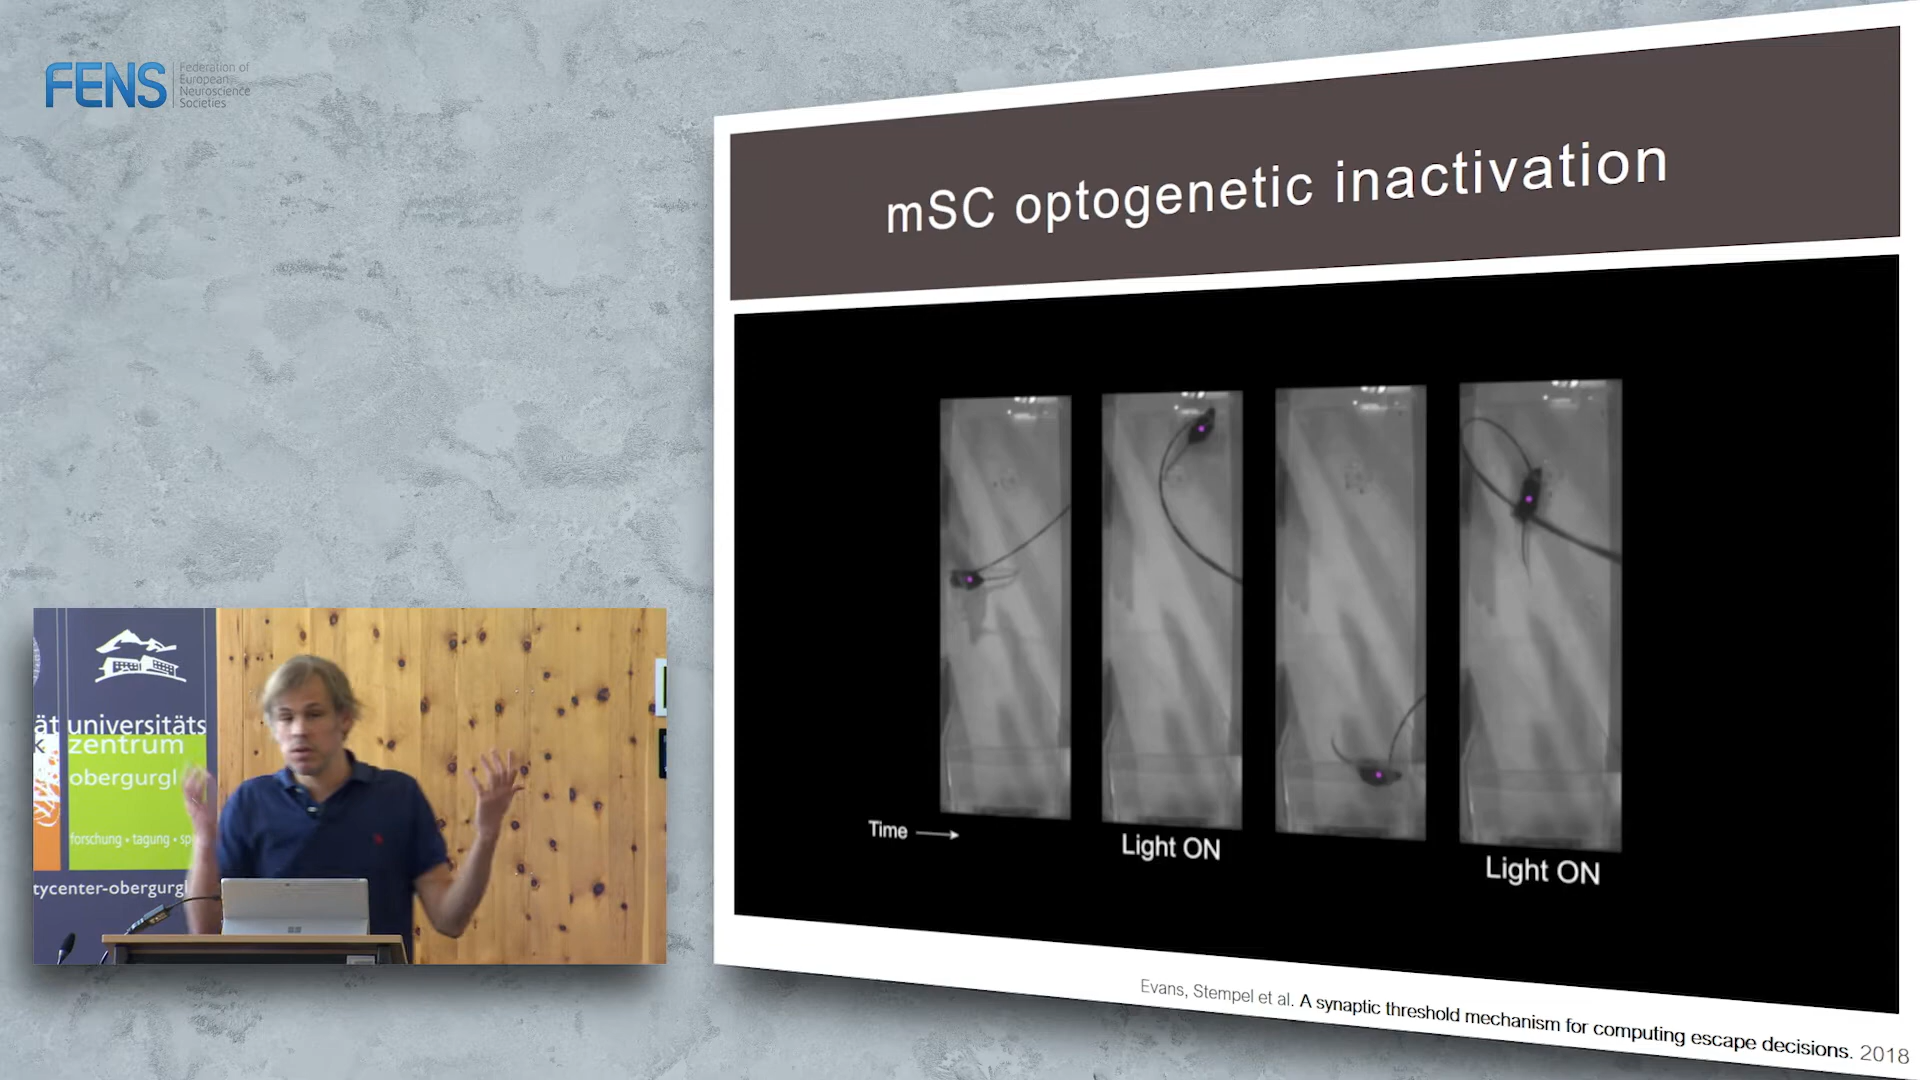 FENS
Federation of
European
Neuroscience
Societies
mSC optogenetic inactivation
Time
Light ON
Light ON
Evans, Stempel et al. A synaptic threshold mechanism for computing escape decisions. 2018
ät universitäts
k zentrum
obergurgl
forschung • tagung • sp
tycenter-obergurgl